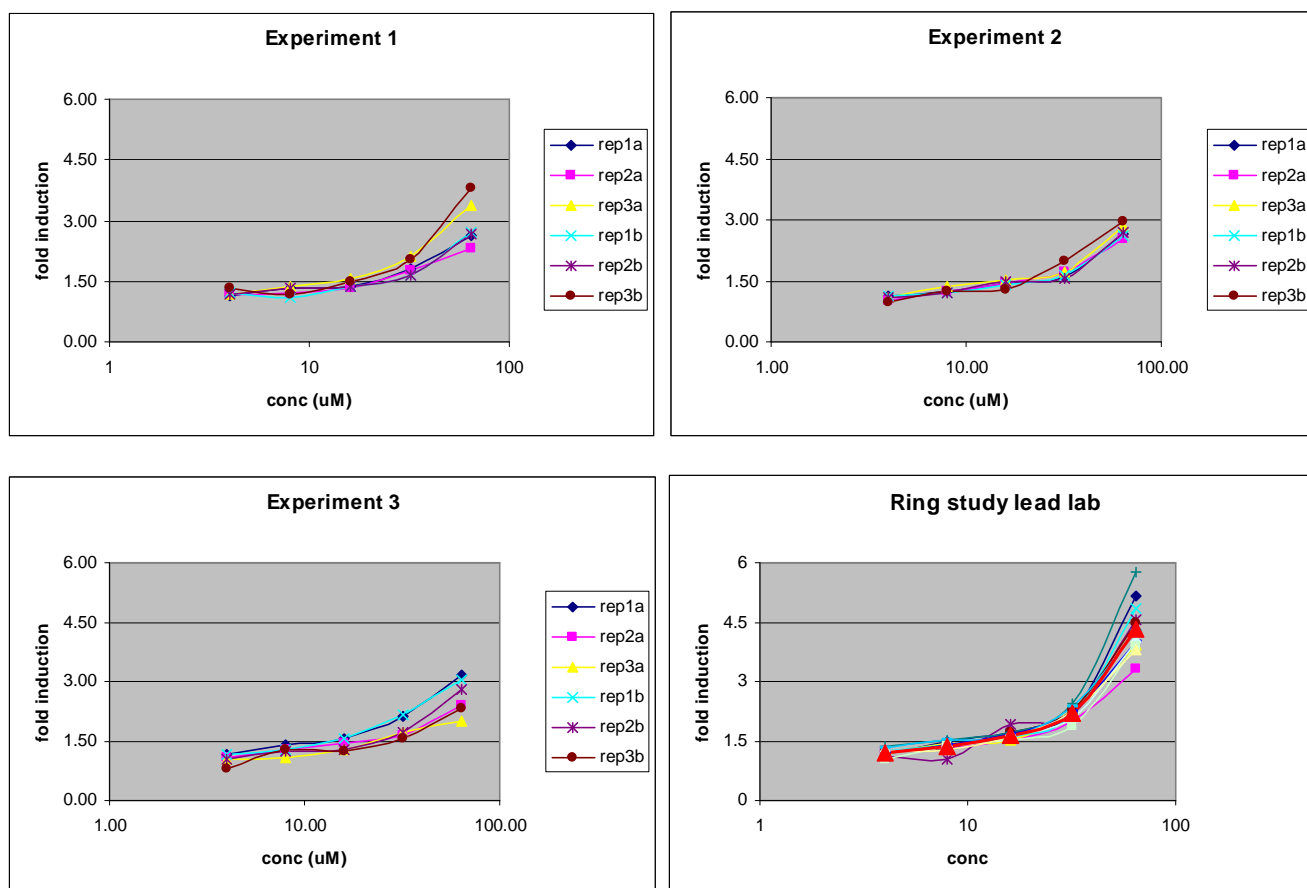 Experiment 1
6.00
4.50
3.00
1.50
0.00
fold induction
1
10
100
conc (uM)
rep1a
rep2a
rep3a
rep1b
rep2b
rep3b
Experiment 2
6.00
4.50
3.00
1.50
0.00
fold induction
1.00
10.00
100.00
conc (uM)
rep1a
rep2a
rep3a
rep1b
rep2b
rep3b
Experiment 3
6.00
4.50
3.00
1.50
0.00
fold induction
1.00
10.00
100.00
conc (uM)
rep1a
rep2a
rep3a
rep1b
rep2b
rep3b
Ring study lead lab
6
4.5
3
1.5
0
fold induction
1
10
100
conc